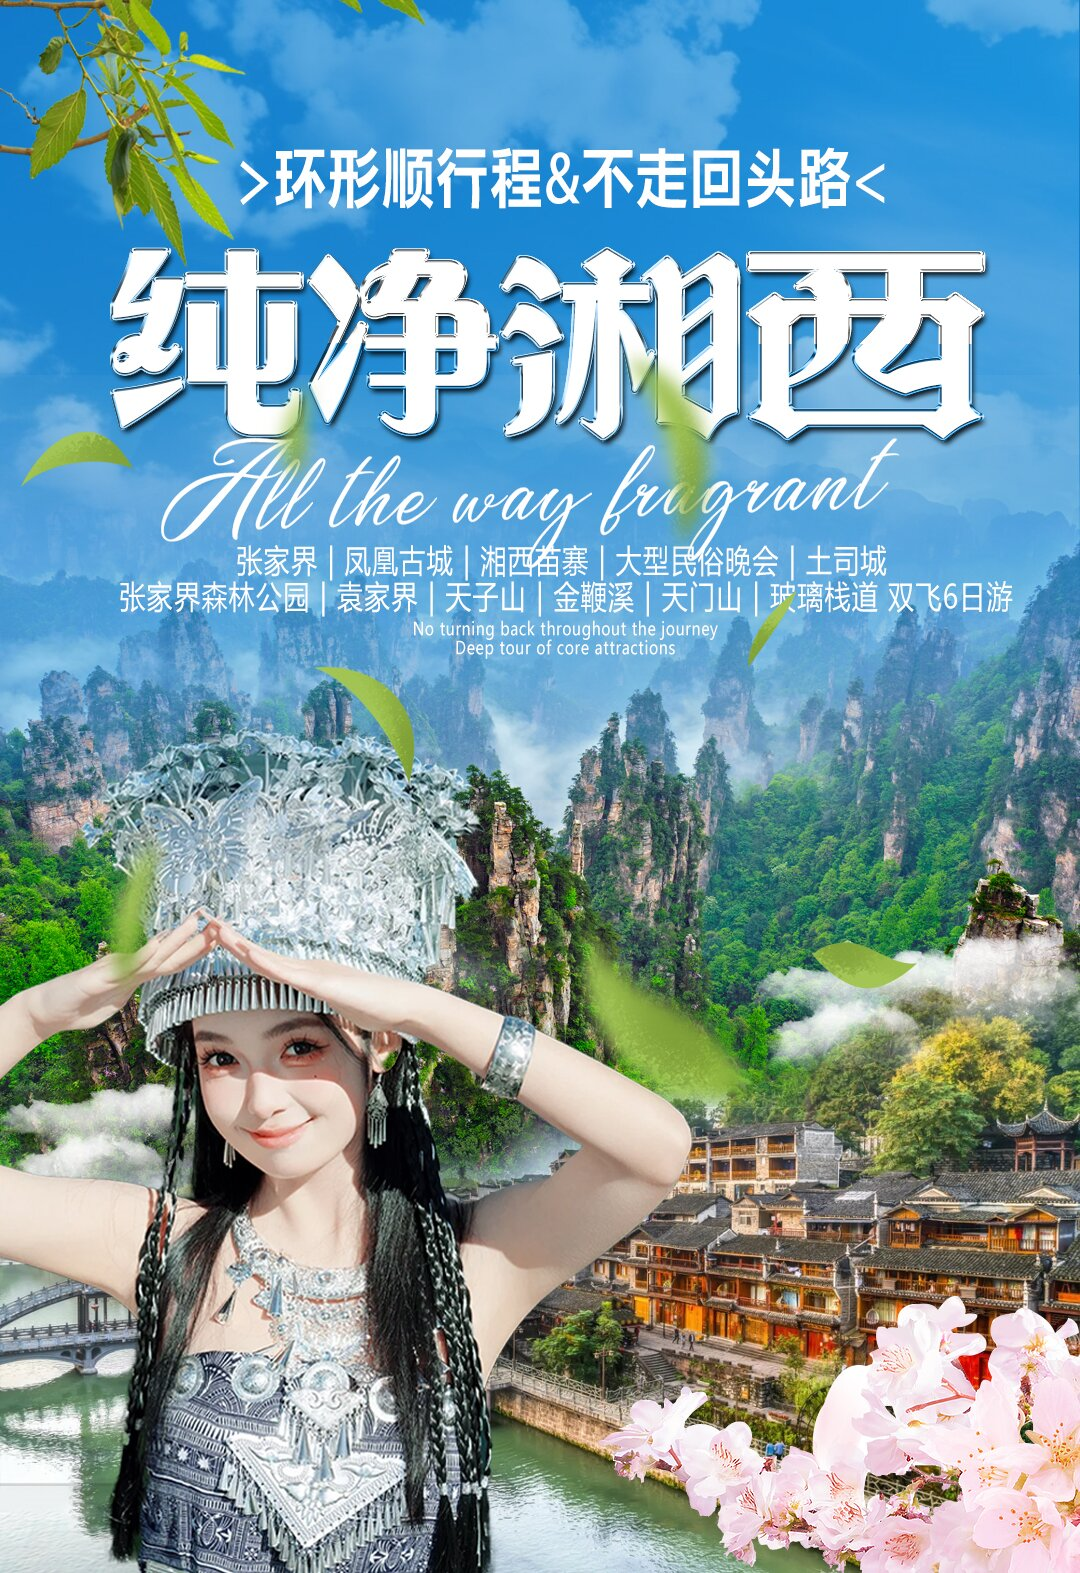 >环形顺行程&不走回头路<
纯净湘西
All the way fragrant
张家界 | 凤凰古城 | 湘西苗寨 | 大型民俗晚会 | 土司城
张家界森林公园 | 袁家界 | 天子山 | 金鞭溪 | 天门山 | 玻璃栈道 双飞6日游
No turning back throughout the journey
Deep tour of core attractions